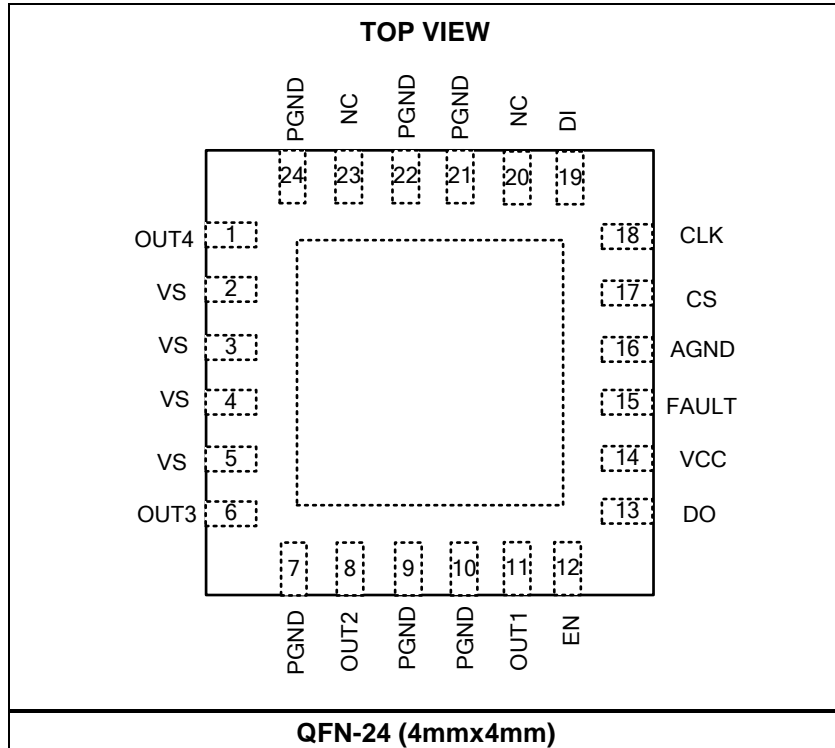 TOP VIEW
PGND NC PGND PGND NC DI
24 23 22 21 20 19
OUT4 1 18 CLK
VS 2 17 CS
VS 3 16 AGND
VS 4 15 FAULT
VS 5 14 VCC
OUT3 6 13 DO
7 8 9 10 11 12
PGND OUT2 PGND PGND OUT1 EN
QFN-24 (4mmx4mm)